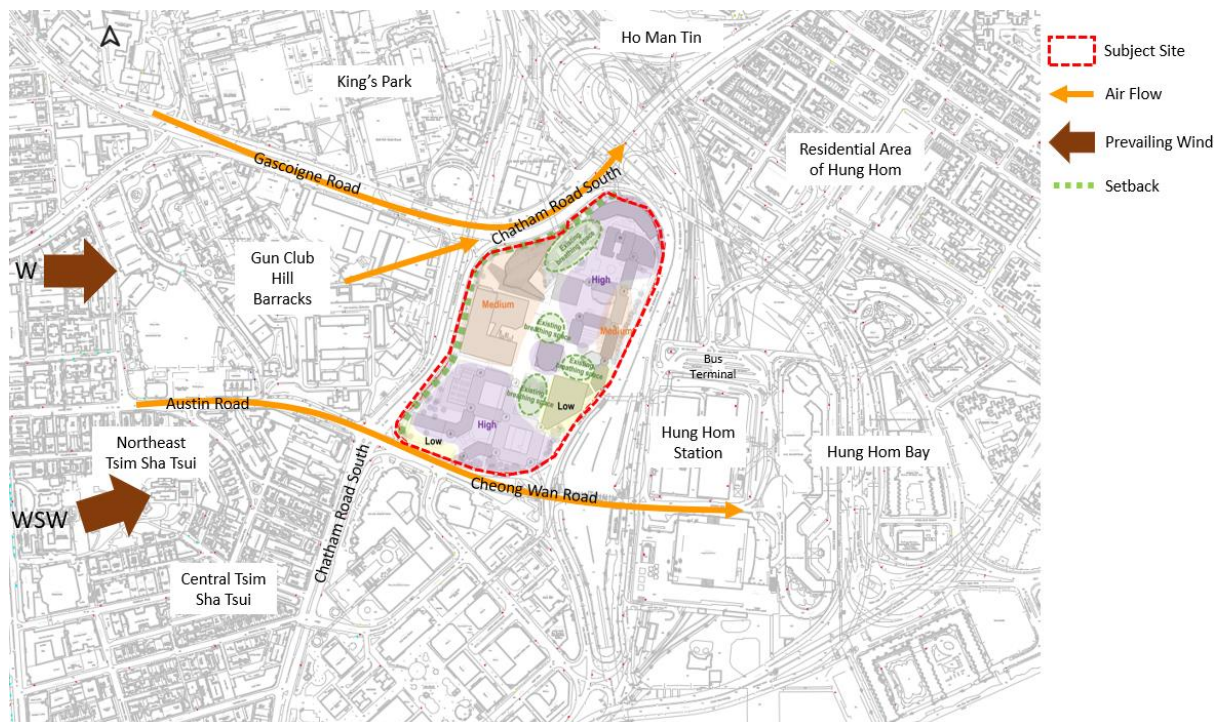 Ho Man Tin
King's Park
Residential Area
of Hung Hom
Gascoigne Road
Chatham Road South
W
Gun Club
Hill
Barracks
Existing
breathing space
High
Medium
Existing
breathing space
Medium
Existing
breathing space
Existing
breathing space
Low
High
Low
Bus
Terminal
Austin Road
Northeast
Tsim Sha Tsui
Hung Hom
Station
Hung Hom Bay
WSW
Cheong Wan Road
Chatham Road South
Central Tsim
Sha Tsui
Subject Site
Air Flow
Prevailing Wind
Setback